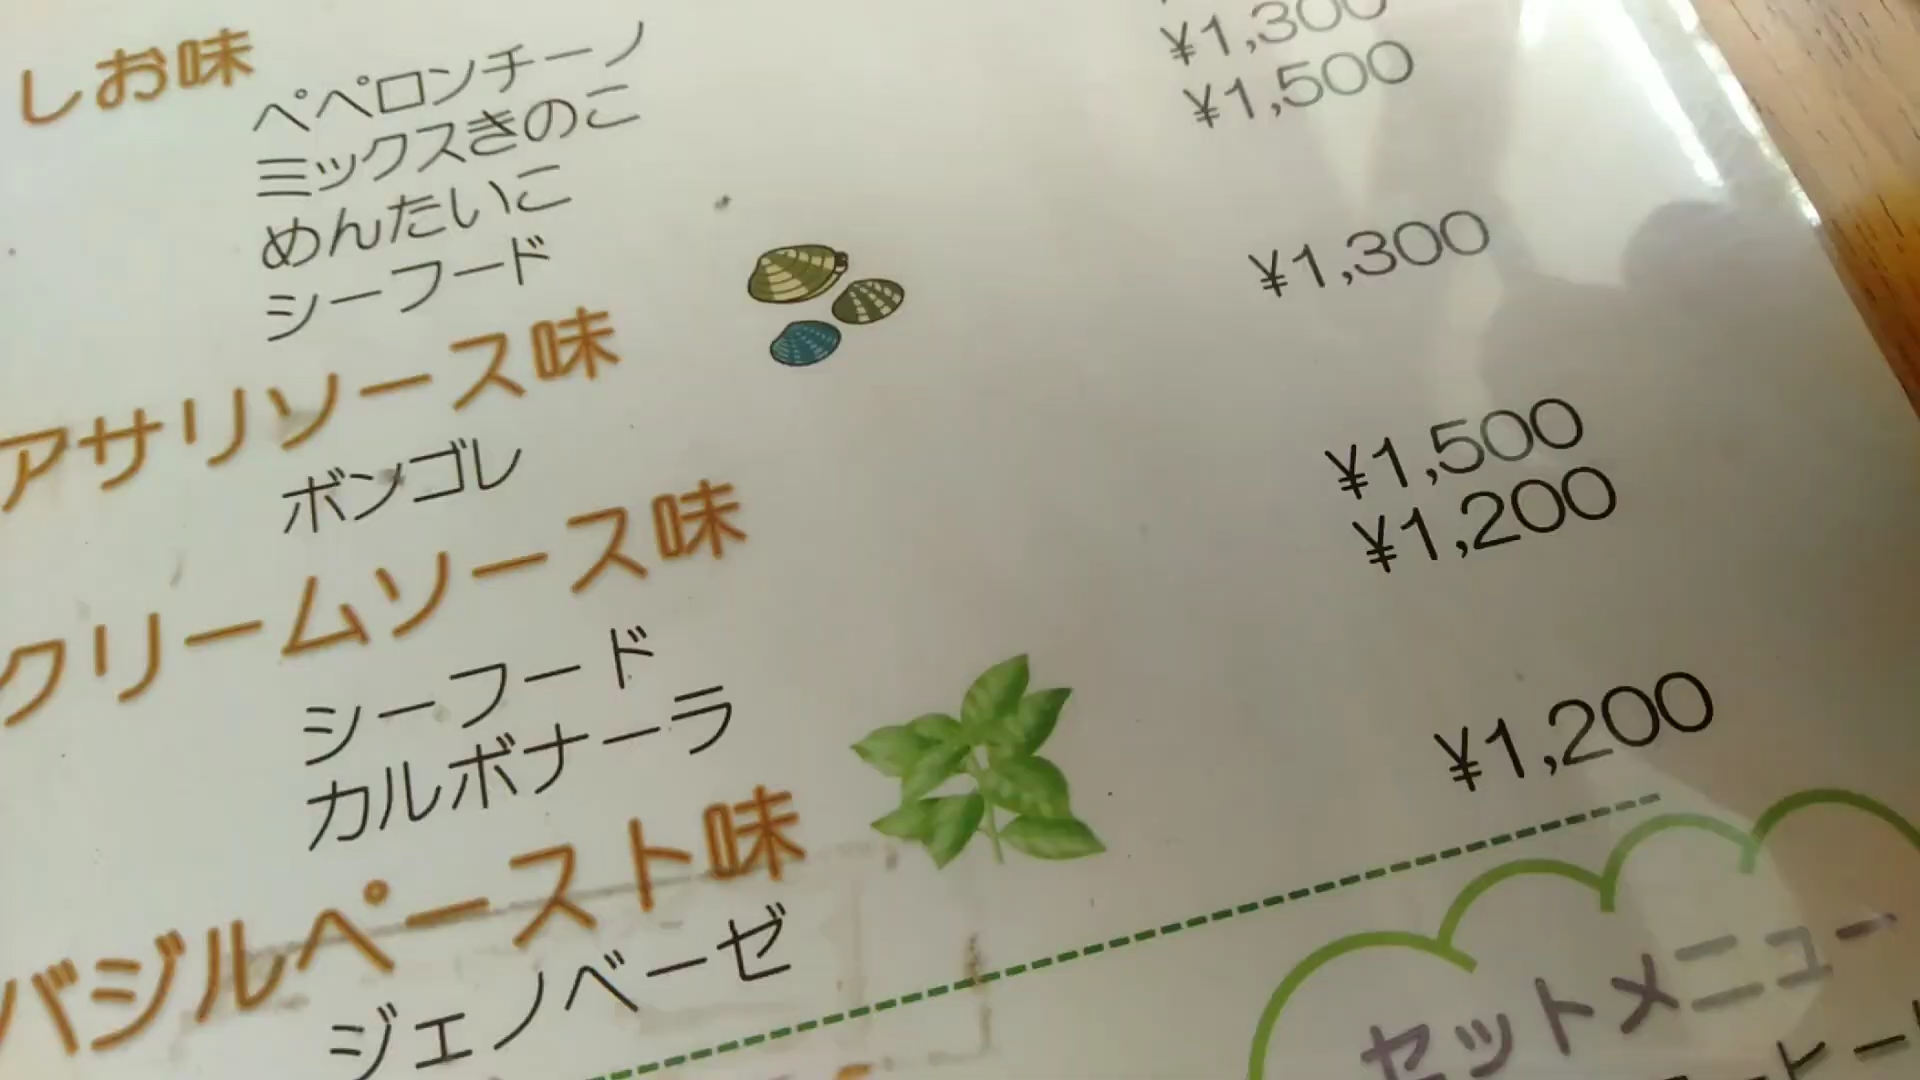 しお味
ペペロンチーノ
ミックスきのこ
めんたいこ ¥1,300
シーフード ¥1,500
アサリソース味
ボンゴレ ¥1,300
クリームソース味
シーフード ¥1,500
カルボナーラ ¥1,200
バジルペースト味
ジェノベーゼ ¥1,200
セットメニュー